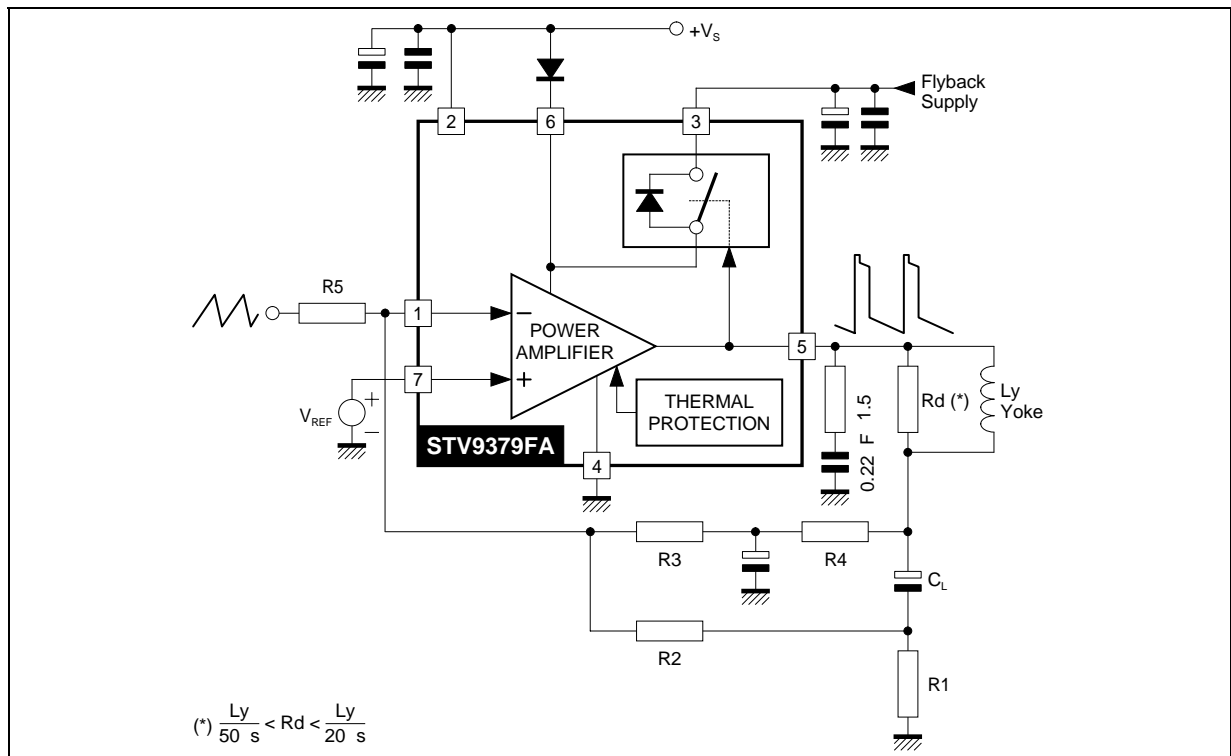 +VS
Flyback
Supply
2
6
3
R5
1
7
POWER
AMPLIFIER
−
+
5
VREF
+
−
THERMAL
PROTECTION
STV9379FA
4
0.22 F 1.5
Rd (*)
Ly
Yoke
R3
R4
CL
R2
R1
(*) Ly/50 s < Rd < Ly/20 s